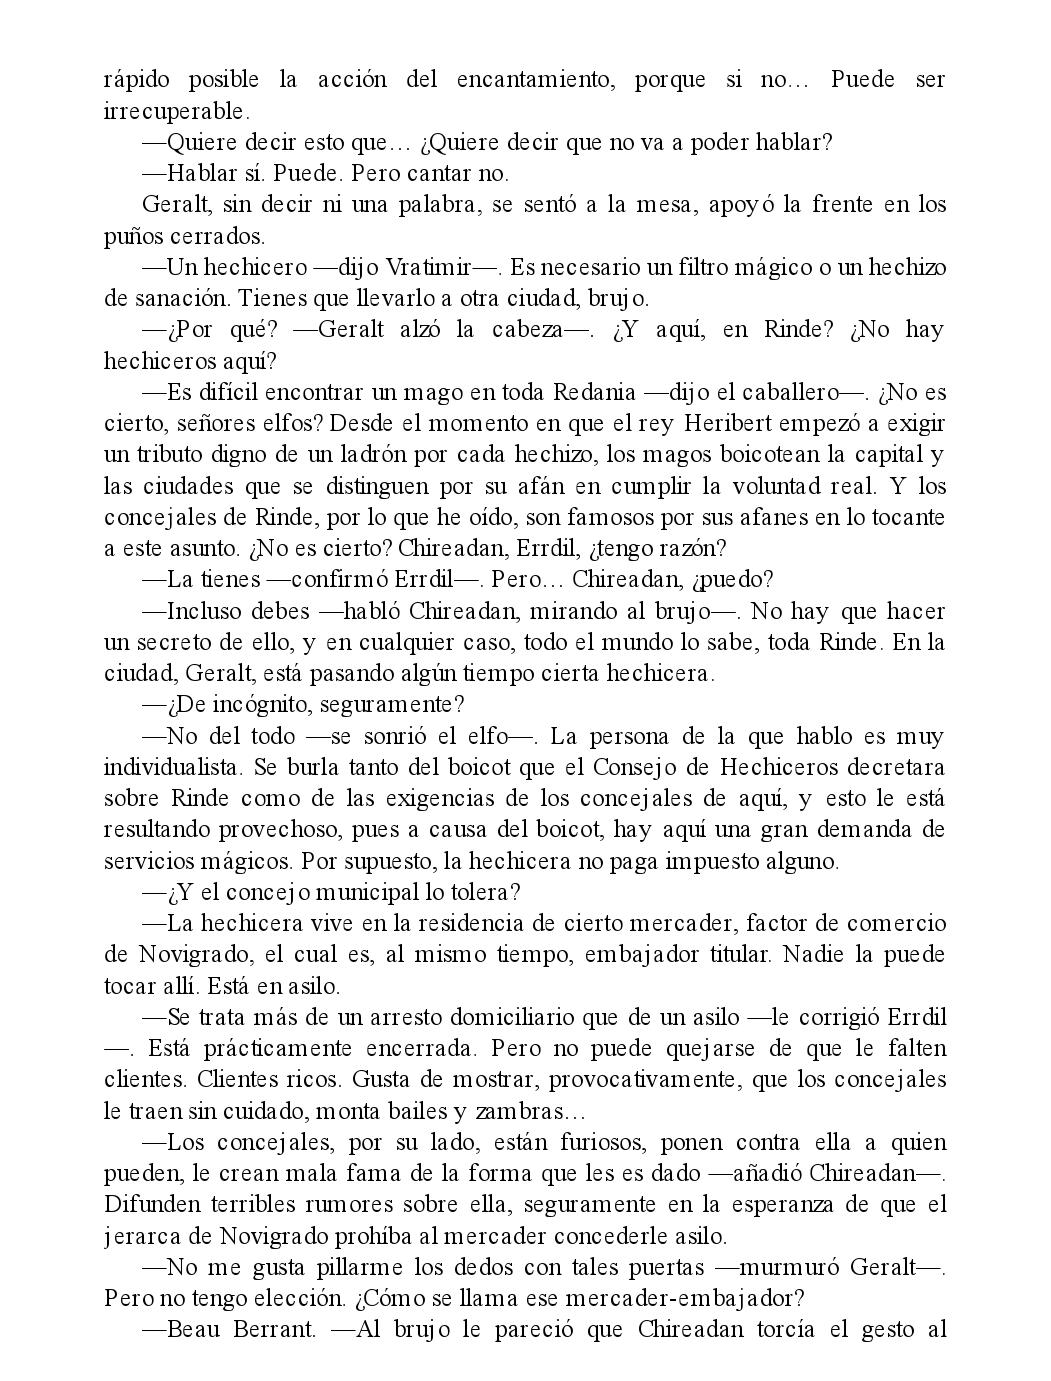 rápido posible la acción del encantamiento, porque si no… Puede ser
irrecuperable.
—Quiere decir esto que… ¿Quiere decir que no va a poder hablar?
—Hablar sí. Puede. Pero cantar no.
Geralt, sin decir ni una palabra, se sentó a la mesa, apoyó la frente en los
puños cerrados.
—Un hechicero —dijo Vratimir—. Es necesario un filtro mágico o un hechizo
de sanación. Tienes que llevarlo a otra ciudad, brujo.
—¿Por qué? —Geralt alzó la cabeza—. ¿Y aquí, en Rinde? ¿No hay
hechiceros aquí?
—Es difícil encontrar un mago en toda Redania —dijo el caballero—. ¿No es
cierto, señores elfos? Desde el momento en que el rey Heribert empezó a exigir
un tributo digno de un ladrón por cada hechizo, los magos boicotean la capital y
las ciudades que se distinguen por su afán en cumplir la voluntad real. Y los
concejales de Rinde, por lo que he oído, son famosos por sus afanes en lo tocante
a este asunto. ¿No es cierto? Chireadan, Errdil, ¿tengo razón?
—La tienes —confirmó Errdil—. Pero… Chireadan, ¿puedo?
—Incluso debes —habló Chireadan, mirando al brujo—. No hay que hacer
un secreto de ello, y en cualquier caso, todo el mundo lo sabe, toda Rinde. En la
ciudad, Geralt, está pasando algún tiempo cierta hechicera.
—¿De incógnito, seguramente?
—No del todo —se sonrió el elfo—. La persona de la que hablo es muy
individualista. Se burla tanto del boicot que el Consejo de Hechiceros decretara
sobre Rinde como de las exigencias de los concejales de aquí, y esto le está
resultando provechoso, pues a causa del boicot, hay aquí una gran demanda de
servicios mágicos. Por supuesto, la hechicera no paga impuesto alguno.
—¿Y el concejo municipal lo tolera?
—La hechicera vive en la residencia de cierto mercader, factor de comercio
de Novigrado, el cual es, al mismo tiempo, embajador titular. Nadie la puede
tocar allí. Está en asilo.
—Se trata más de un arresto domiciliario que de un asilo —le corrigió Errdil
—. Está prácticamente encerrada. Pero no puede quejarse de que le falten
clientes. Clientes ricos. Gusta de mostrar, provocativamente, que los concejales
le traen sin cuidado, monta bailes y zambras…
—Los concejales, por su lado, están furiosos, ponen contra ella a quien
pueden, le crean mala fama de la forma que les es dado —añadió Chireadan—.
Difunden terribles rumores sobre ella, seguramente en la esperanza de que el
jerarca de Novigrado prohíba al mercader concederle asilo.
—No me gusta pillarme los dedos con tales puertas —murmuró Geralt—.
Pero no tengo elección. ¿Cómo se llama ese mercader-embajador?
—Beau Berrant. —Al brujo le pareció que Chireadan torcía el gesto al